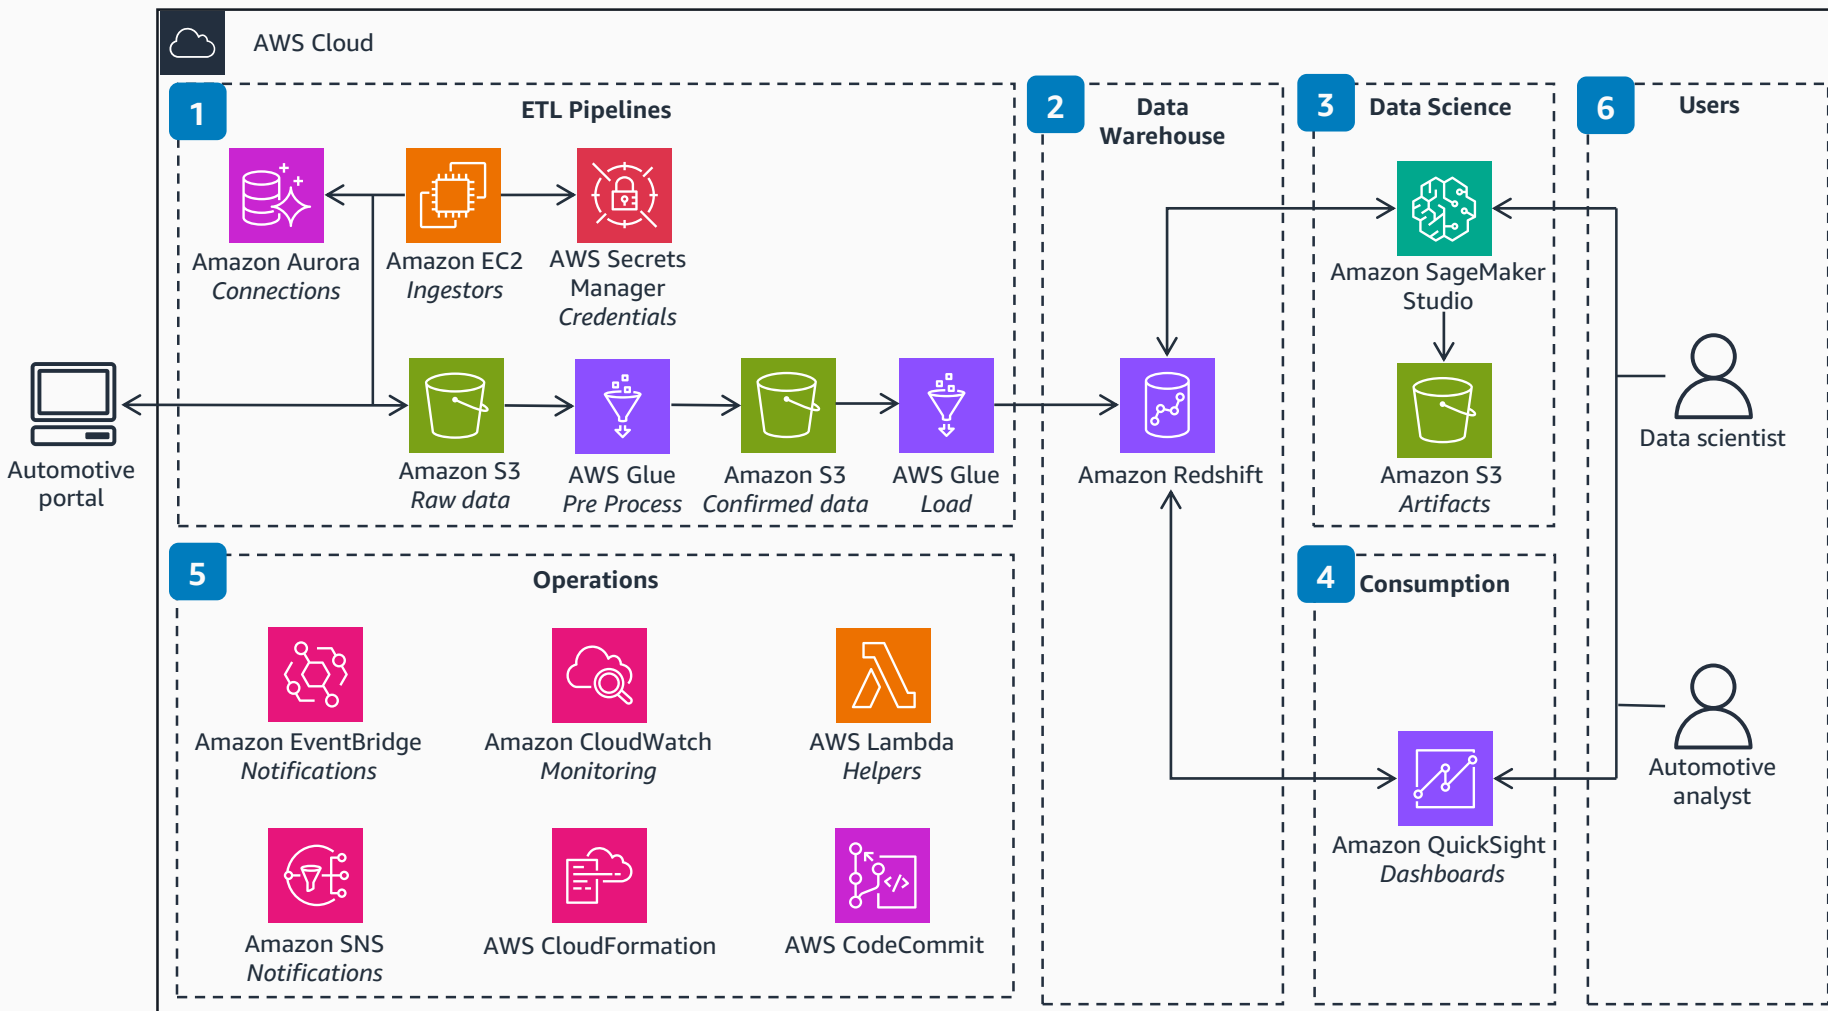 AWS Cloud
1
ETL Pipelines
Amazon Aurora
Connections
Amazon EC2
Ingestors
AWS Secrets
Manager
Credentials
Automotive
portal
Amazon S3
Raw data
AWS Glue
Pre Process
Amazon S3
Confirmed data
AWS Glue
Load
2
Data
Warehouse
Amazon Redshift
3
Data Science
Amazon SageMaker
Studio
Amazon S3
Artifacts
4
Consumption
Amazon QuickSight
Dashboards
5
Operations
Amazon EventBridge
Notifications
Amazon CloudWatch
Monitoring
AWS Lambda
Helpers
Amazon SNS
Notifications
AWS CloudFormation
AWS CodeCommit
6
Users
Data scientist
Automotive
analyst